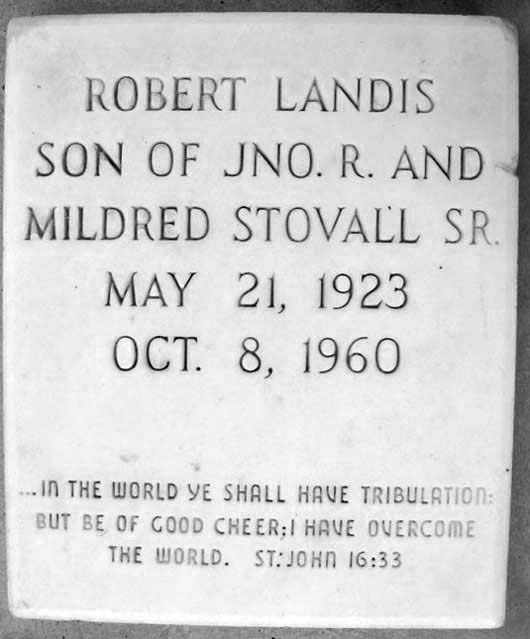 ROBERT LANDIS
SON OF JNO. R. AND
MILDRED STOVALL SR.
MAY 21, 1923
OCT. 8, 1960
...IN THE WORLD YE SHALL HAVE TRIBULATION:
BUT BE OF GOOD CHEER; I HAVE OVERCOME
THE WORLD. ST. JOHN 16:33